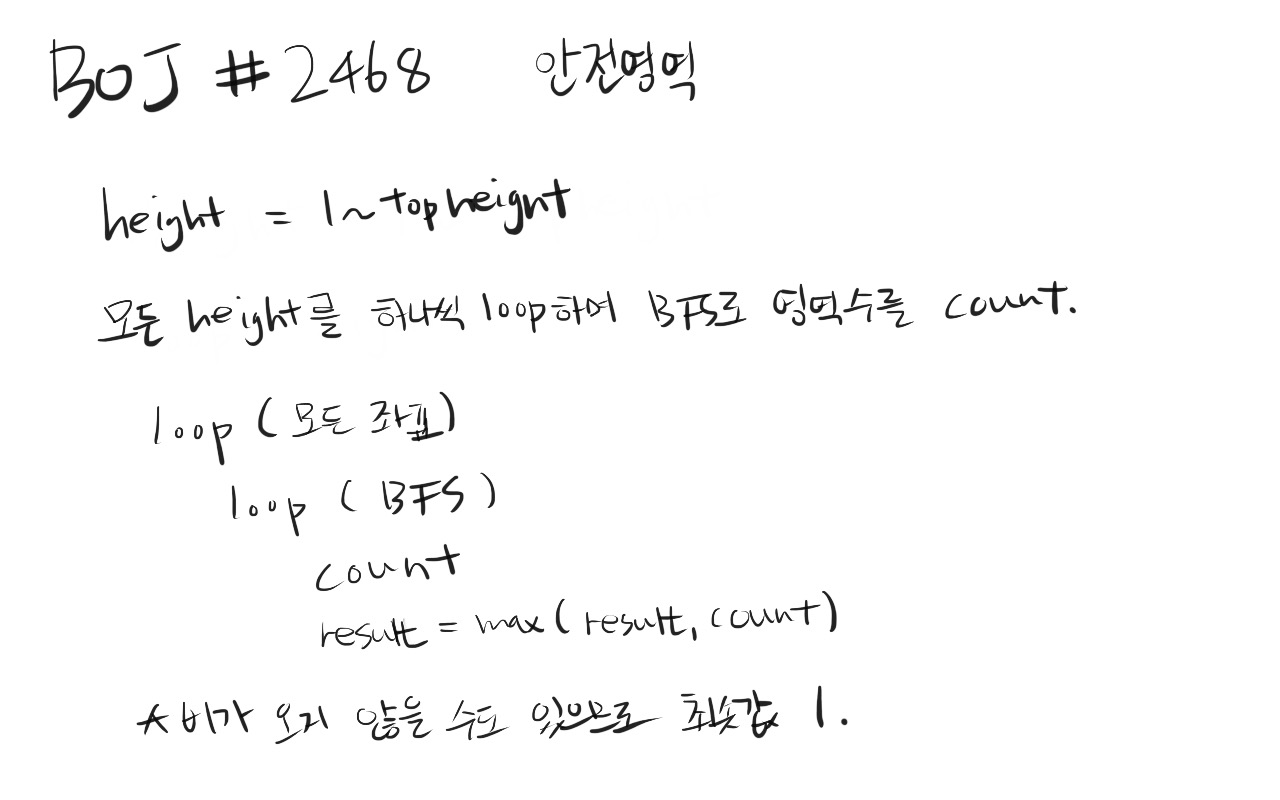 BOJ #2468 안전영역
height = 1~topheight
모든 height를 하나씩 loop하며 BFS로 영역수를 count.
loop (모든 좌표)
loop (BFS)
count
result = max(result, count)
*비가 오지 않을 수도 있으므로 최솟값 1.